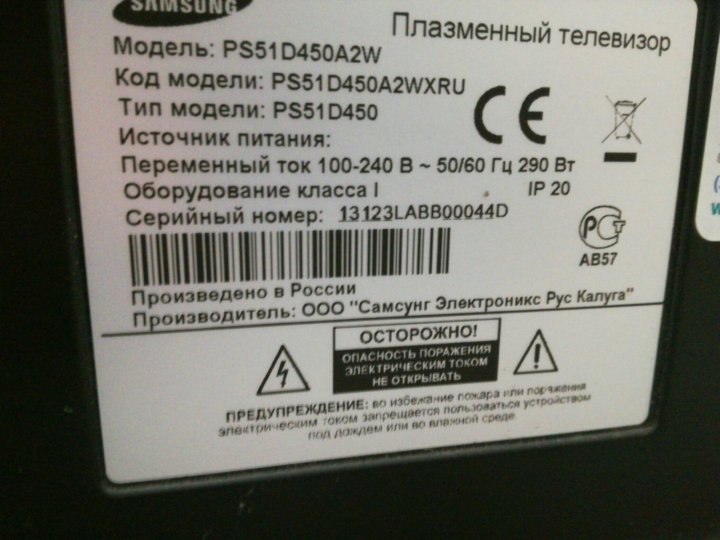 SAMSUNG
Плазменный телевизор
Модель: PS51D450A2W
Код модели: PS51D450A2WXRU
Тип модели: PS51D450
Источник питания:
Переменный ток 100-240 В ~ 50/60 Гц 290 Вт
Оборудование класса I IP 20
Серийный номер: 13123LABB00044D
АВ57
Произведено в России
Производитель: ООО "Самсунг Электроникс Рус Калуга"
ОСТОРОЖНО!
ОПАСНОСТЬ ПОРАЖЕНИЯ
ЭЛЕКТРИЧЕСКИМ ТОКОМ
НЕ ОТКРЫВАТЬ
ПРЕДУПРЕЖДЕНИЕ: во избежание пожара или поражения
электрическим током запрещается пользоваться устройством
под дождем или во влажной среде.